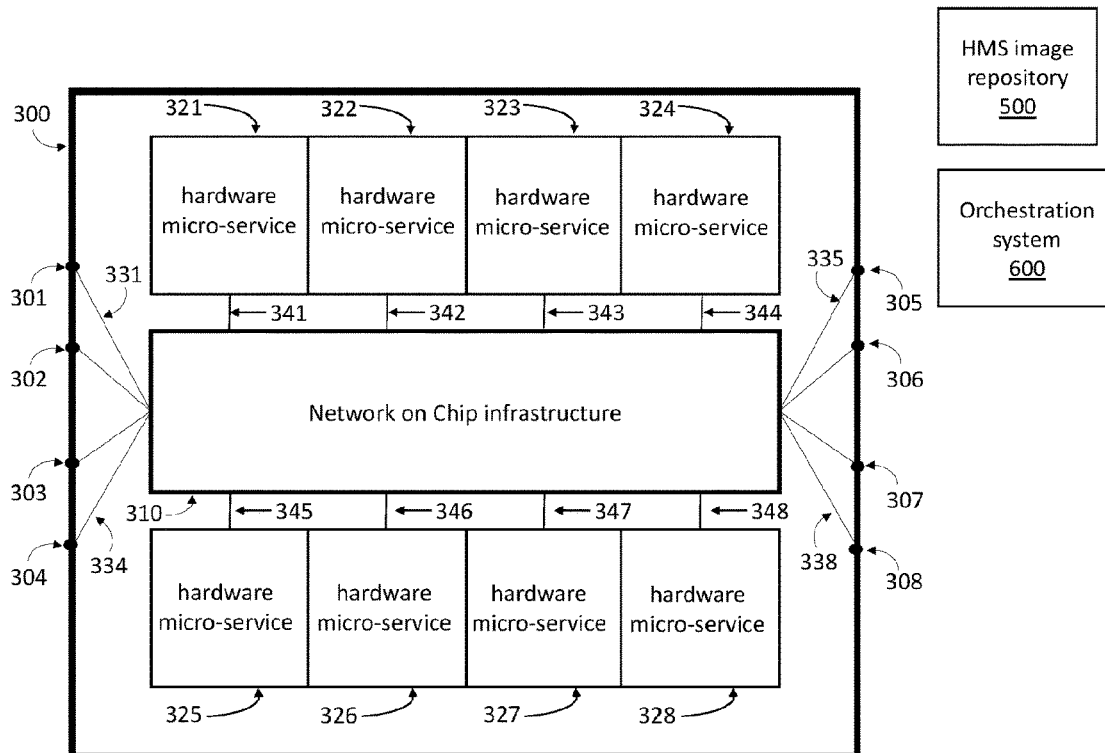 HMS image
repository
500
Orchestration
system
600
300
321
322
323
324
hardware
micro-service
hardware
micro-service
hardware
micro-service
hardware
micro-service
301
331
335
305
341
342
343
344
302
306
Network on Chip infrastructure
303
307
310
345
346
347
348
304
334
338
308
hardware
micro-service
hardware
micro-service
hardware
micro-service
hardware
micro-service
325
326
327
328